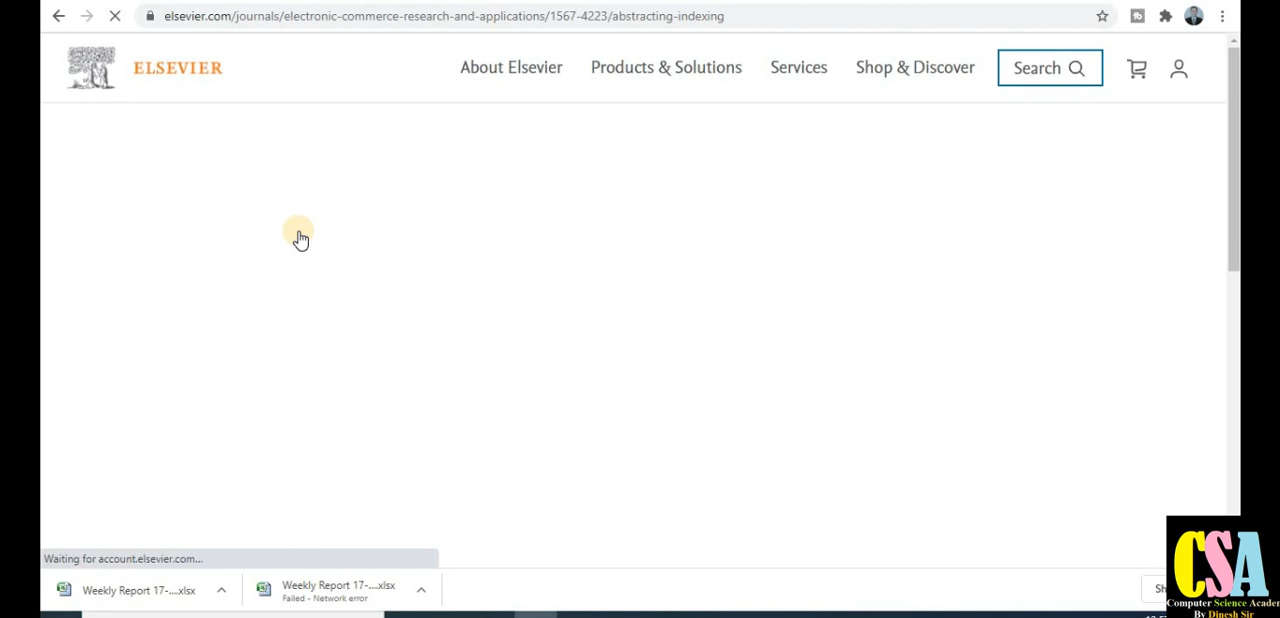 elsevier.com/journals/electronic-commerce-research-and-applications/1567-4223/abstracting-indexing
ELSEVIER
About Elsevier
Products & Solutions
Services
Shop & Discover
Search
Waiting for account.elsevier.com...
Weekly Report 17-....xlsx
Weekly Report 17-....xlsx
Failed - Network error
CSA
Computer Science Academ
By Dinesh Sir